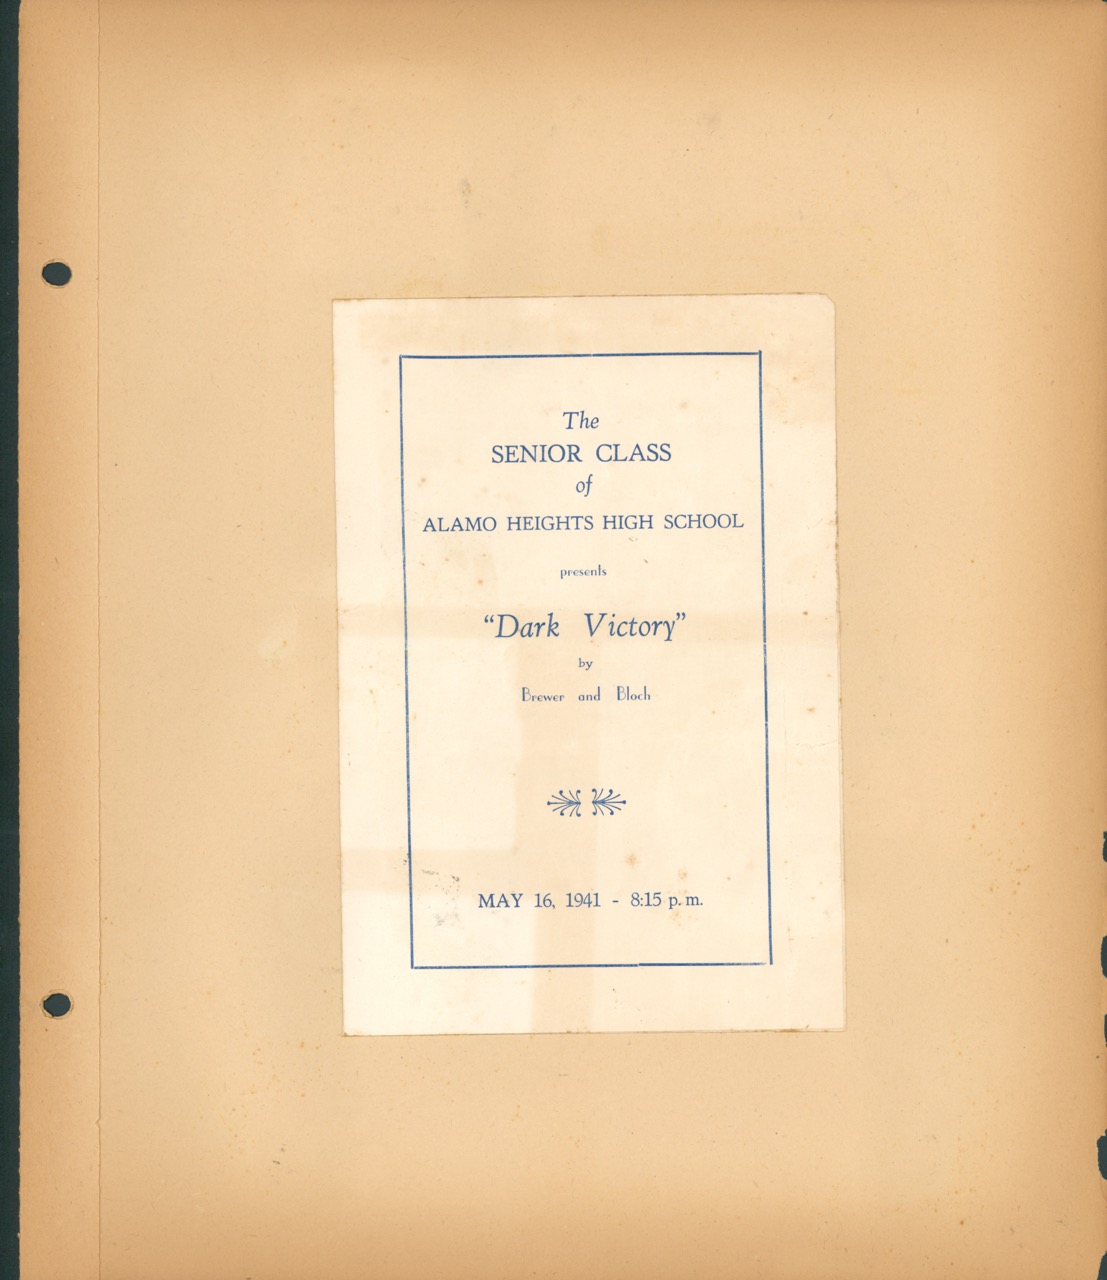 The
SENIOR CLASS
of
ALAMO HEIGHTS HIGH SCHOOL
presents
“Dark Victory”
by
Brewer and Bloch
MAY 16, 1941 - 8:15 p. m.